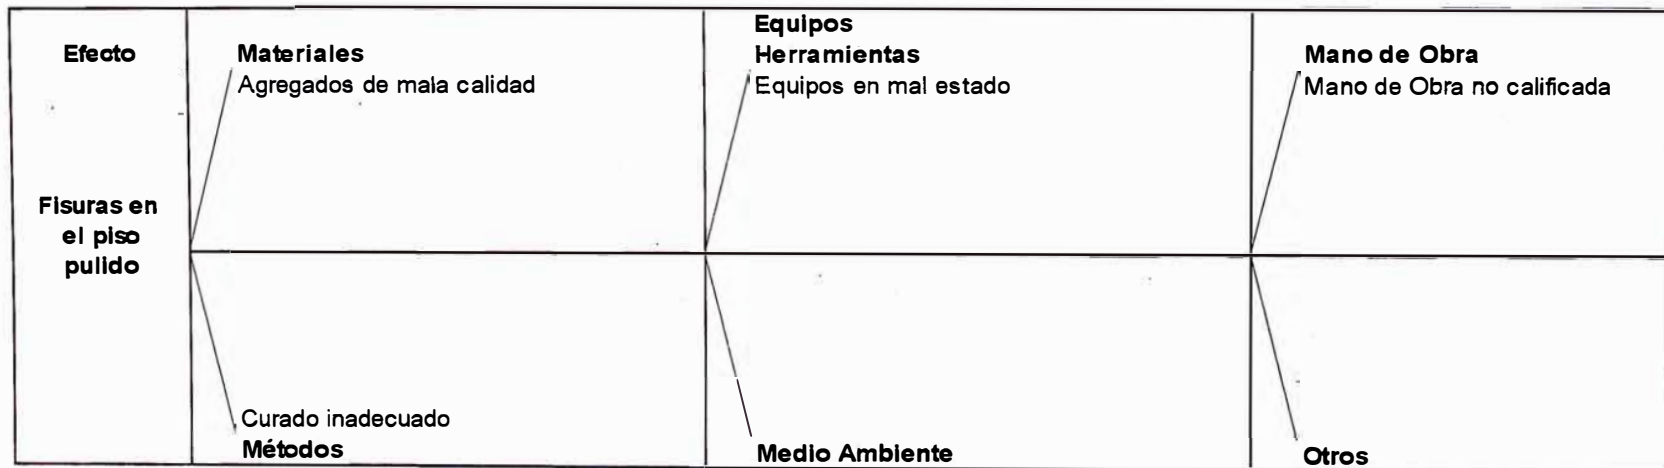 Efecto
Fisuras en
el piso
pulido
Materiales
Agregados de mala calidad
Equipos
Herramientas
Equipos en mal estado
Mano de Obra
Mano de Obra no calificada
Curado inadecuado
Métodos
Medio Ambiente
Otros